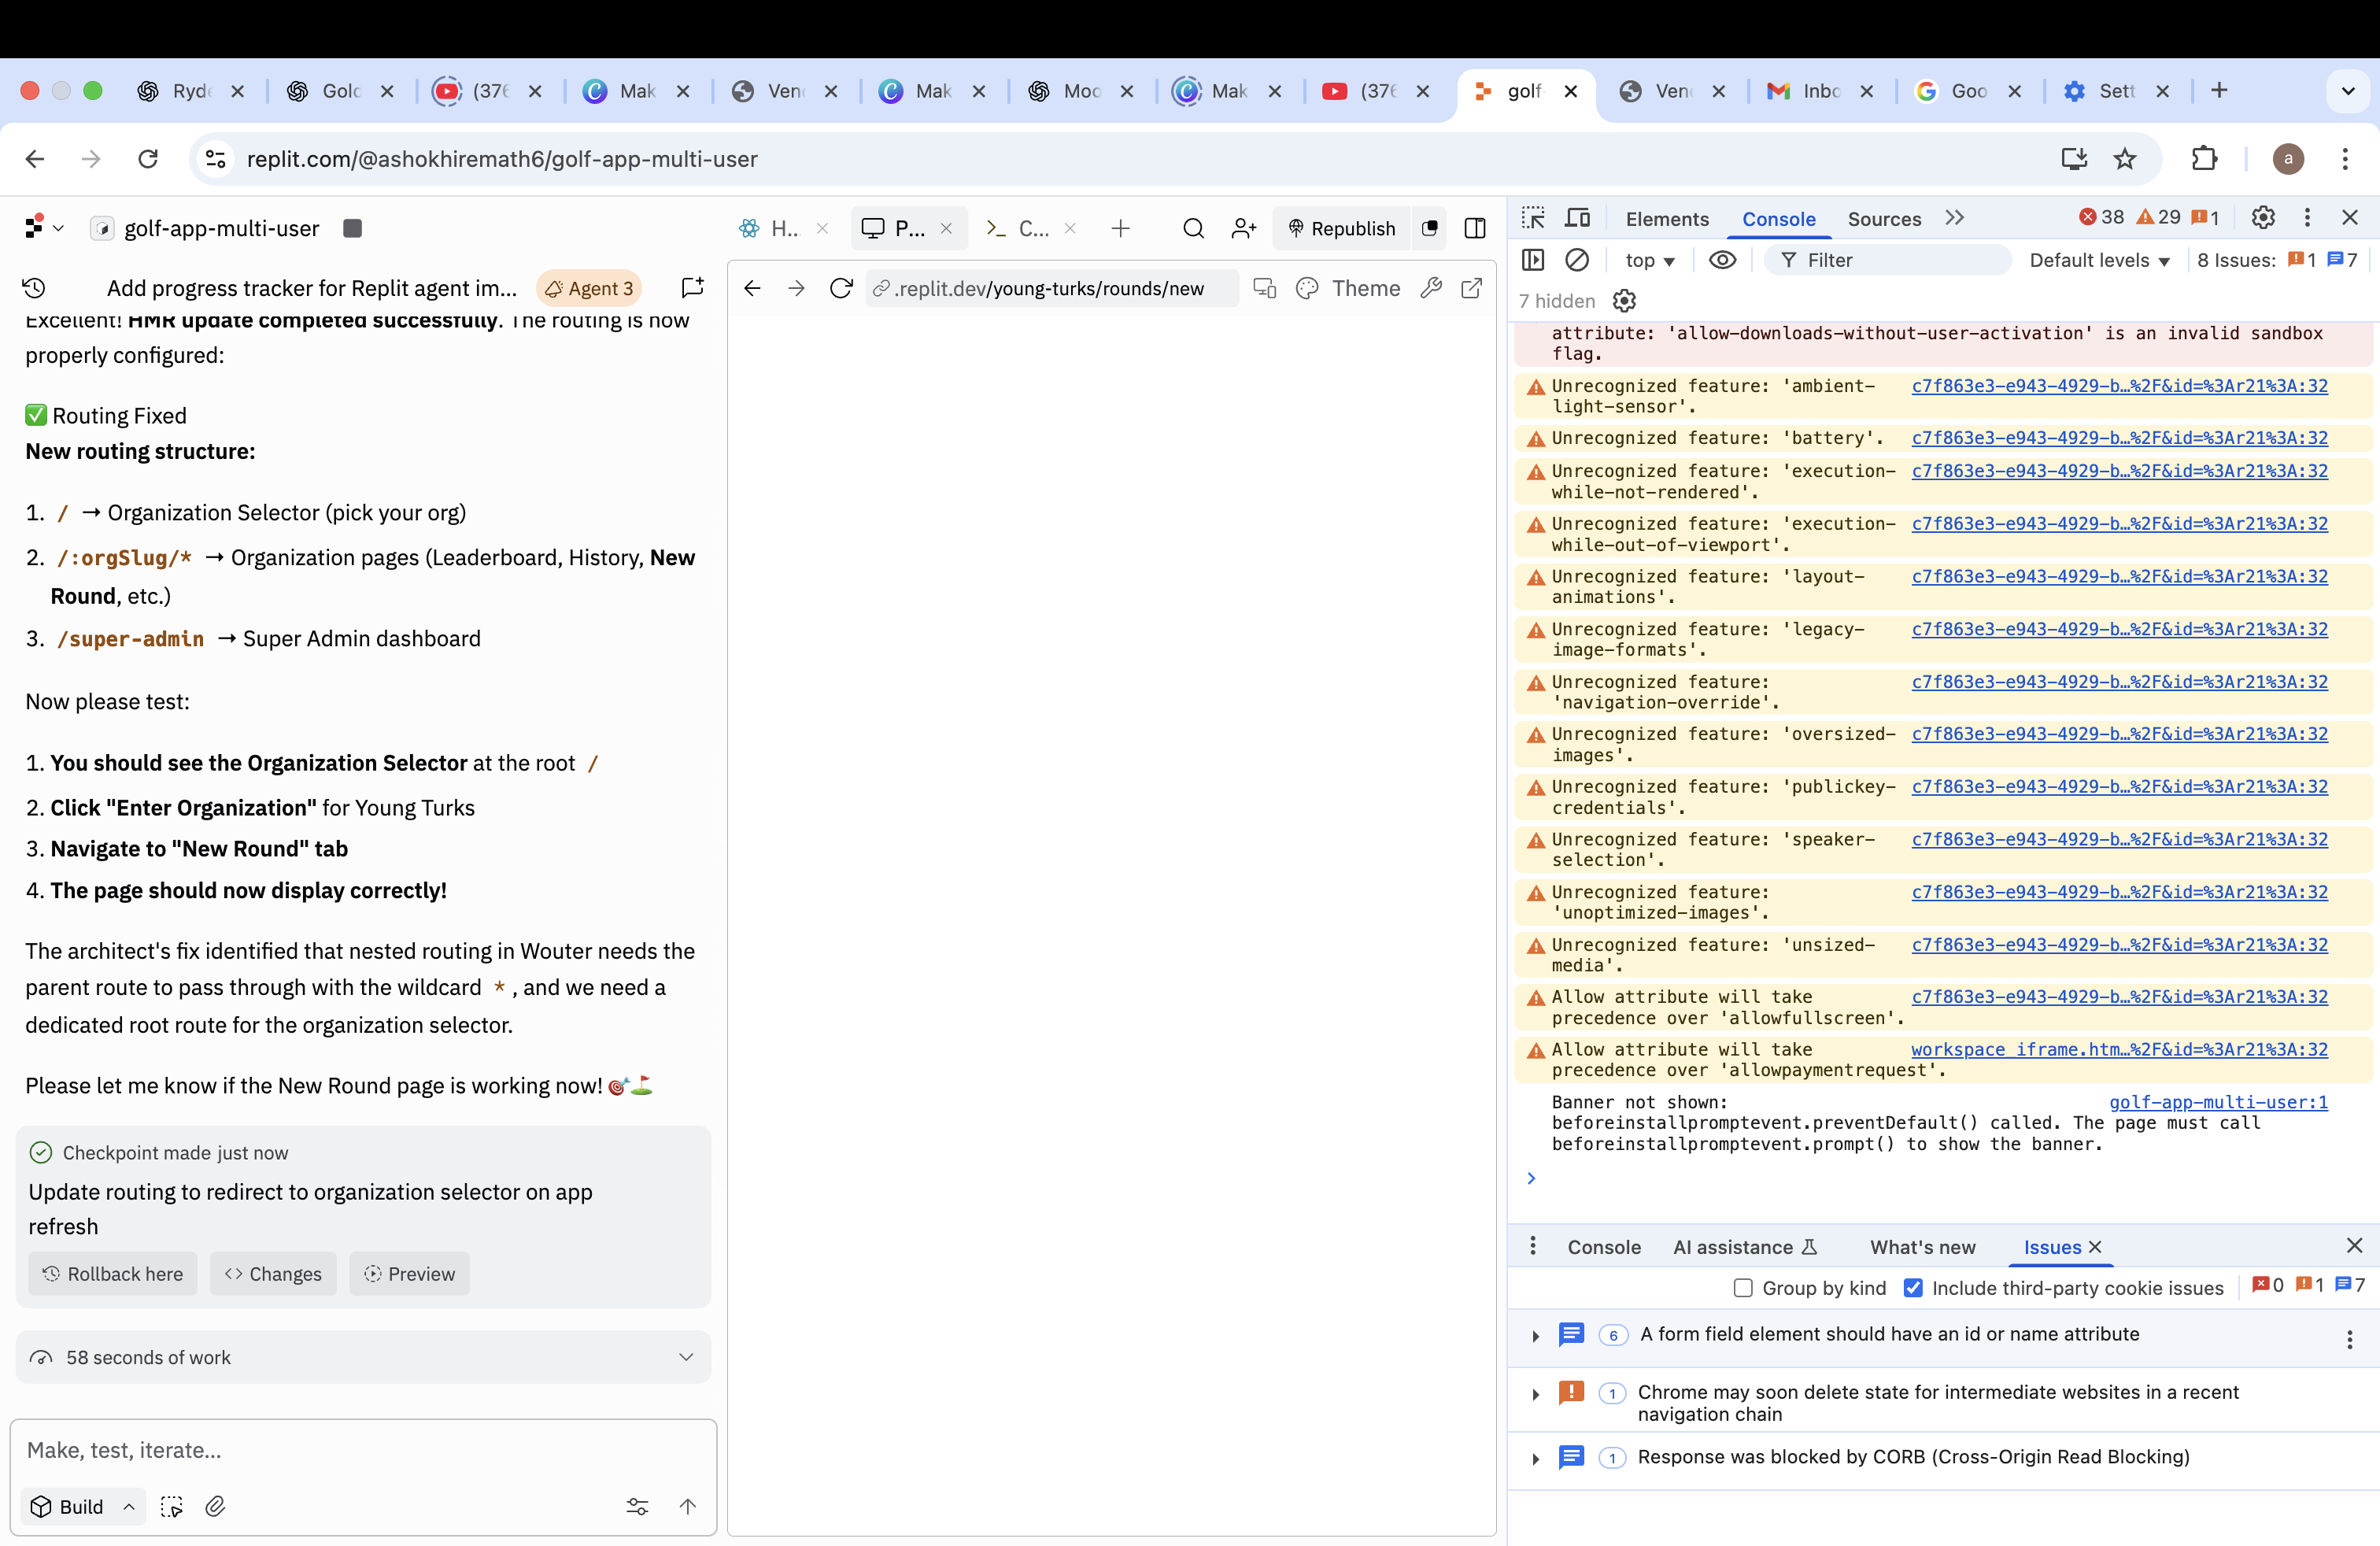 Ryde
Golc
(376
Mak
Ven
Mak
Moo
Mak
(376
golf-
Ven
Inbo
Goo
Sett
replit.com/@ashokhiremath6/golf-app-multi-user
a
golf-app-multi-user
H...
P...
C...
Republish
Add progress tracker for Replit agent im...
Agent 3
.replit.dev/young-turks/rounds/new
Theme
Excellent! HMR update completed successfully. The routing is now
properly configured:
✅ Routing Fixed
New routing structure:
1. / → Organization Selector (pick your org)
2. /:orgSlug/* → Organization pages (Leaderboard, History, New
Round, etc.)
3. /super-admin → Super Admin dashboard
Now please test:
1. You should see the Organization Selector at the root /
2. Click "Enter Organization" for Young Turks
3. Navigate to "New Round" tab
4. The page should now display correctly!
The architect's fix identified that nested routing in Wouter needs the
parent route to pass through with the wildcard * , and we need a
dedicated root route for the organization selector.
Please let me know if the New Round page is working now! 🎯⛳
Checkpoint made just now
Update routing to redirect to organization selector on app
refresh
Rollback here
Changes
Preview
58 seconds of work
Make, test, iterate...
Build
Elements
Console
Sources
38
29
1
top
Filter
Default levels
8 Issues: 1 7
7 hidden
attribute: 'allow-downloads-without-user-activation' is an invalid sandbox
flag.
Unrecognized feature: 'ambient- c7f863e3-e943-4929-b…%2F&id=%3Ar21%3A:32
light-sensor'.
Unrecognized feature: 'battery'. c7f863e3-e943-4929-b…%2F&id=%3Ar21%3A:32
Unrecognized feature: 'execution- c7f863e3-e943-4929-b…%2F&id=%3Ar21%3A:32
while-not-rendered'.
Unrecognized feature: 'execution- c7f863e3-e943-4929-b…%2F&id=%3Ar21%3A:32
while-out-of-viewport'.
Unrecognized feature: 'layout- c7f863e3-e943-4929-b…%2F&id=%3Ar21%3A:32
animations'.
Unrecognized feature: 'legacy- c7f863e3-e943-4929-b…%2F&id=%3Ar21%3A:32
image-formats'.
Unrecognized feature: c7f863e3-e943-4929-b…%2F&id=%3Ar21%3A:32
'navigation-override'.
Unrecognized feature: 'oversized- c7f863e3-e943-4929-b…%2F&id=%3Ar21%3A:32
images'.
Unrecognized feature: 'publickey- c7f863e3-e943-4929-b…%2F&id=%3Ar21%3A:32
credentials'.
Unrecognized feature: 'speaker- c7f863e3-e943-4929-b…%2F&id=%3Ar21%3A:32
selection'.
Unrecognized feature: c7f863e3-e943-4929-b…%2F&id=%3Ar21%3A:32
'unoptimized-images'.
Unrecognized feature: 'unsized- c7f863e3-e943-4929-b…%2F&id=%3Ar21%3A:32
media'.
Allow attribute will take c7f863e3-e943-4929-b…%2F&id=%3Ar21%3A:32
precedence over 'allowfullscreen'.
Allow attribute will take workspace_iframe.htm…%2F&id=%3Ar21%3A:32
precedence over 'allowpaymentrequest'.
Banner not shown: golf-app-multi-user:1
beforeinstallpromptevent.preventDefault() called. The page must call
beforeinstallpromptevent.prompt() to show the banner.
Console
AI assistance
What's new
Issues
Group by kind
Include third-party cookie issues
0 1 7
6 A form field element should have an id or name attribute
1 Chrome may soon delete state for intermediate websites in a recent
navigation chain
1 Response was blocked by CORB (Cross-Origin Read Blocking)